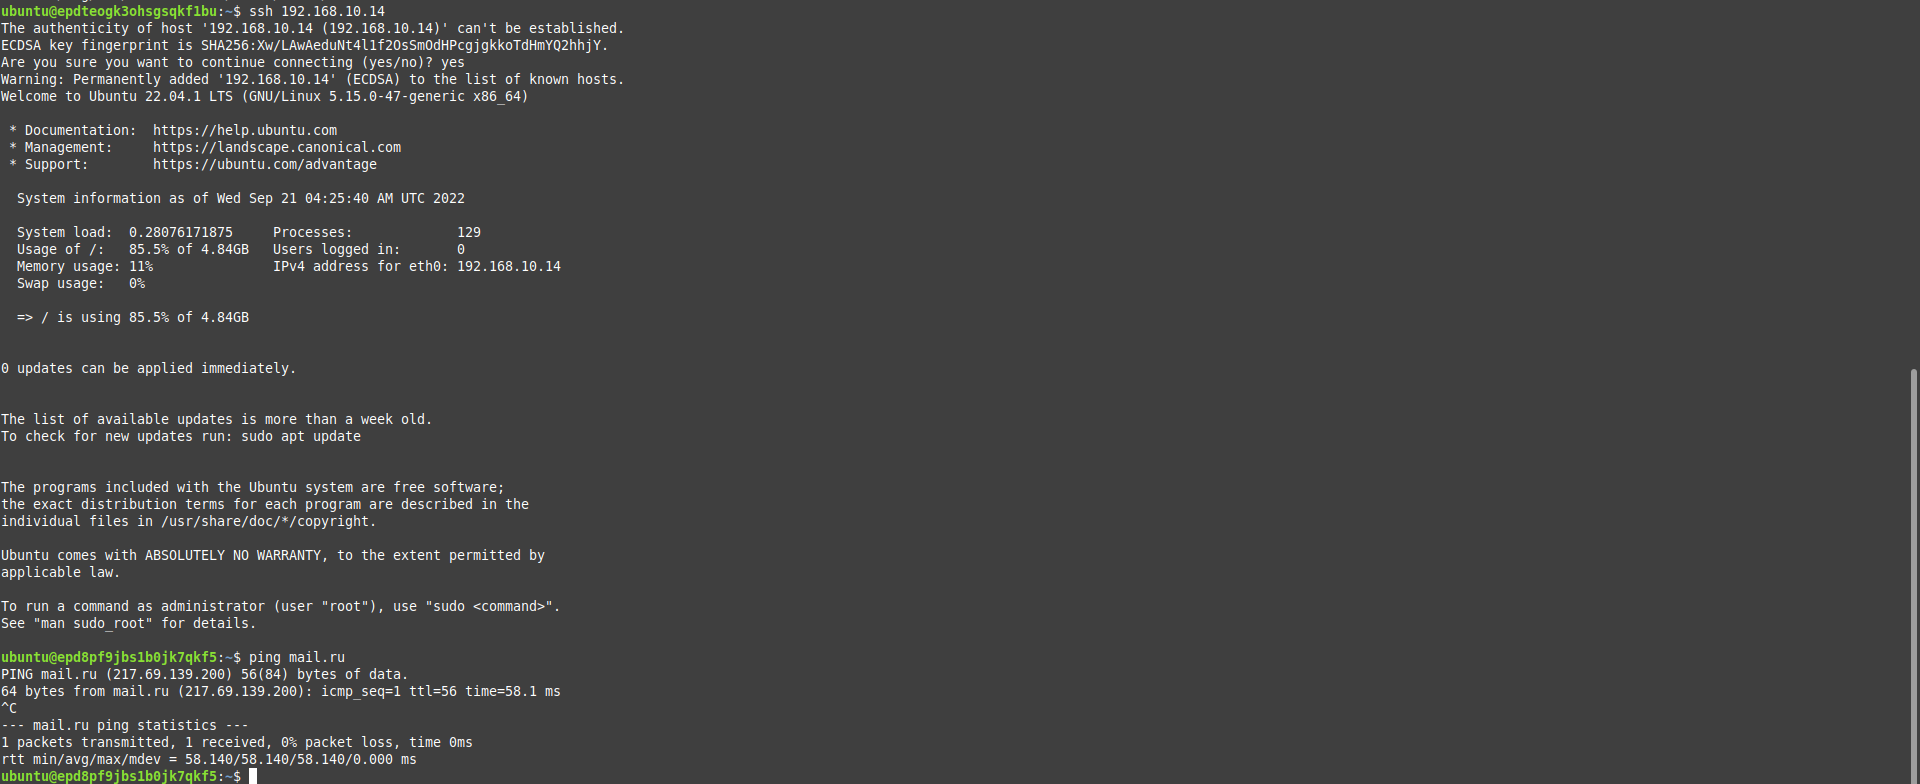 ubuntu@epdteogk3ohsgsqkf1bu:~$ ssh 192.168.10.14
The authenticity of host '192.168.10.14 (192.168.10.14)' can't be established.
ECDSA key fingerprint is SHA256:Xw/LAwAeduNt4l1f2OsSmOdHPcgjgkkoTdHmYQ2hhjY.
Are you sure you want to continue connecting (yes/no)? yes
Warning: Permanently added '192.168.10.14' (ECDSA) to the list of known hosts.
Welcome to Ubuntu 22.04.1 LTS (GNU/Linux 5.15.0-47-generic x86_64)

 * Documentation:  https://help.ubuntu.com
 * Management:     https://landscape.canonical.com
 * Support:        https://ubuntu.com/advantage

  System information as of Wed Sep 21 04:25:40 AM UTC 2022

  System load:  0.28076171875     Processes:             129
  Usage of /:   85.5% of 4.84GB   Users logged in:       0
  Memory usage: 11%               IPv4 address for eth0: 192.168.10.14
  Swap usage:   0%

  => / is using 85.5% of 4.84GB

0 updates can be applied immediately.

The list of available updates is more than a week old.
To check for new updates run: sudo apt update

The programs included with the Ubuntu system are free software;
the exact distribution terms for each program are described in the
individual files in /usr/share/doc/*/copyright.

Ubuntu comes with ABSOLUTELY NO WARRANTY, to the extent permitted by
applicable law.

To run a command as administrator (user "root"), use "sudo <command>".
See "man sudo_root" for details.

ubuntu@epd8pf9jbs1b0jk7qkf5:~$ ping mail.ru
PING mail.ru (217.69.139.200) 56(84) bytes of data.
64 bytes from mail.ru (217.69.139.200): icmp_seq=1 ttl=56 time=58.1 ms
^C
--- mail.ru ping statistics ---
1 packets transmitted, 1 received, 0% packet loss, time 0ms
rtt min/avg/max/mdev = 58.140/58.140/58.140/0.000 ms
ubuntu@epd8pf9jbs1b0jk7qkf5:~$